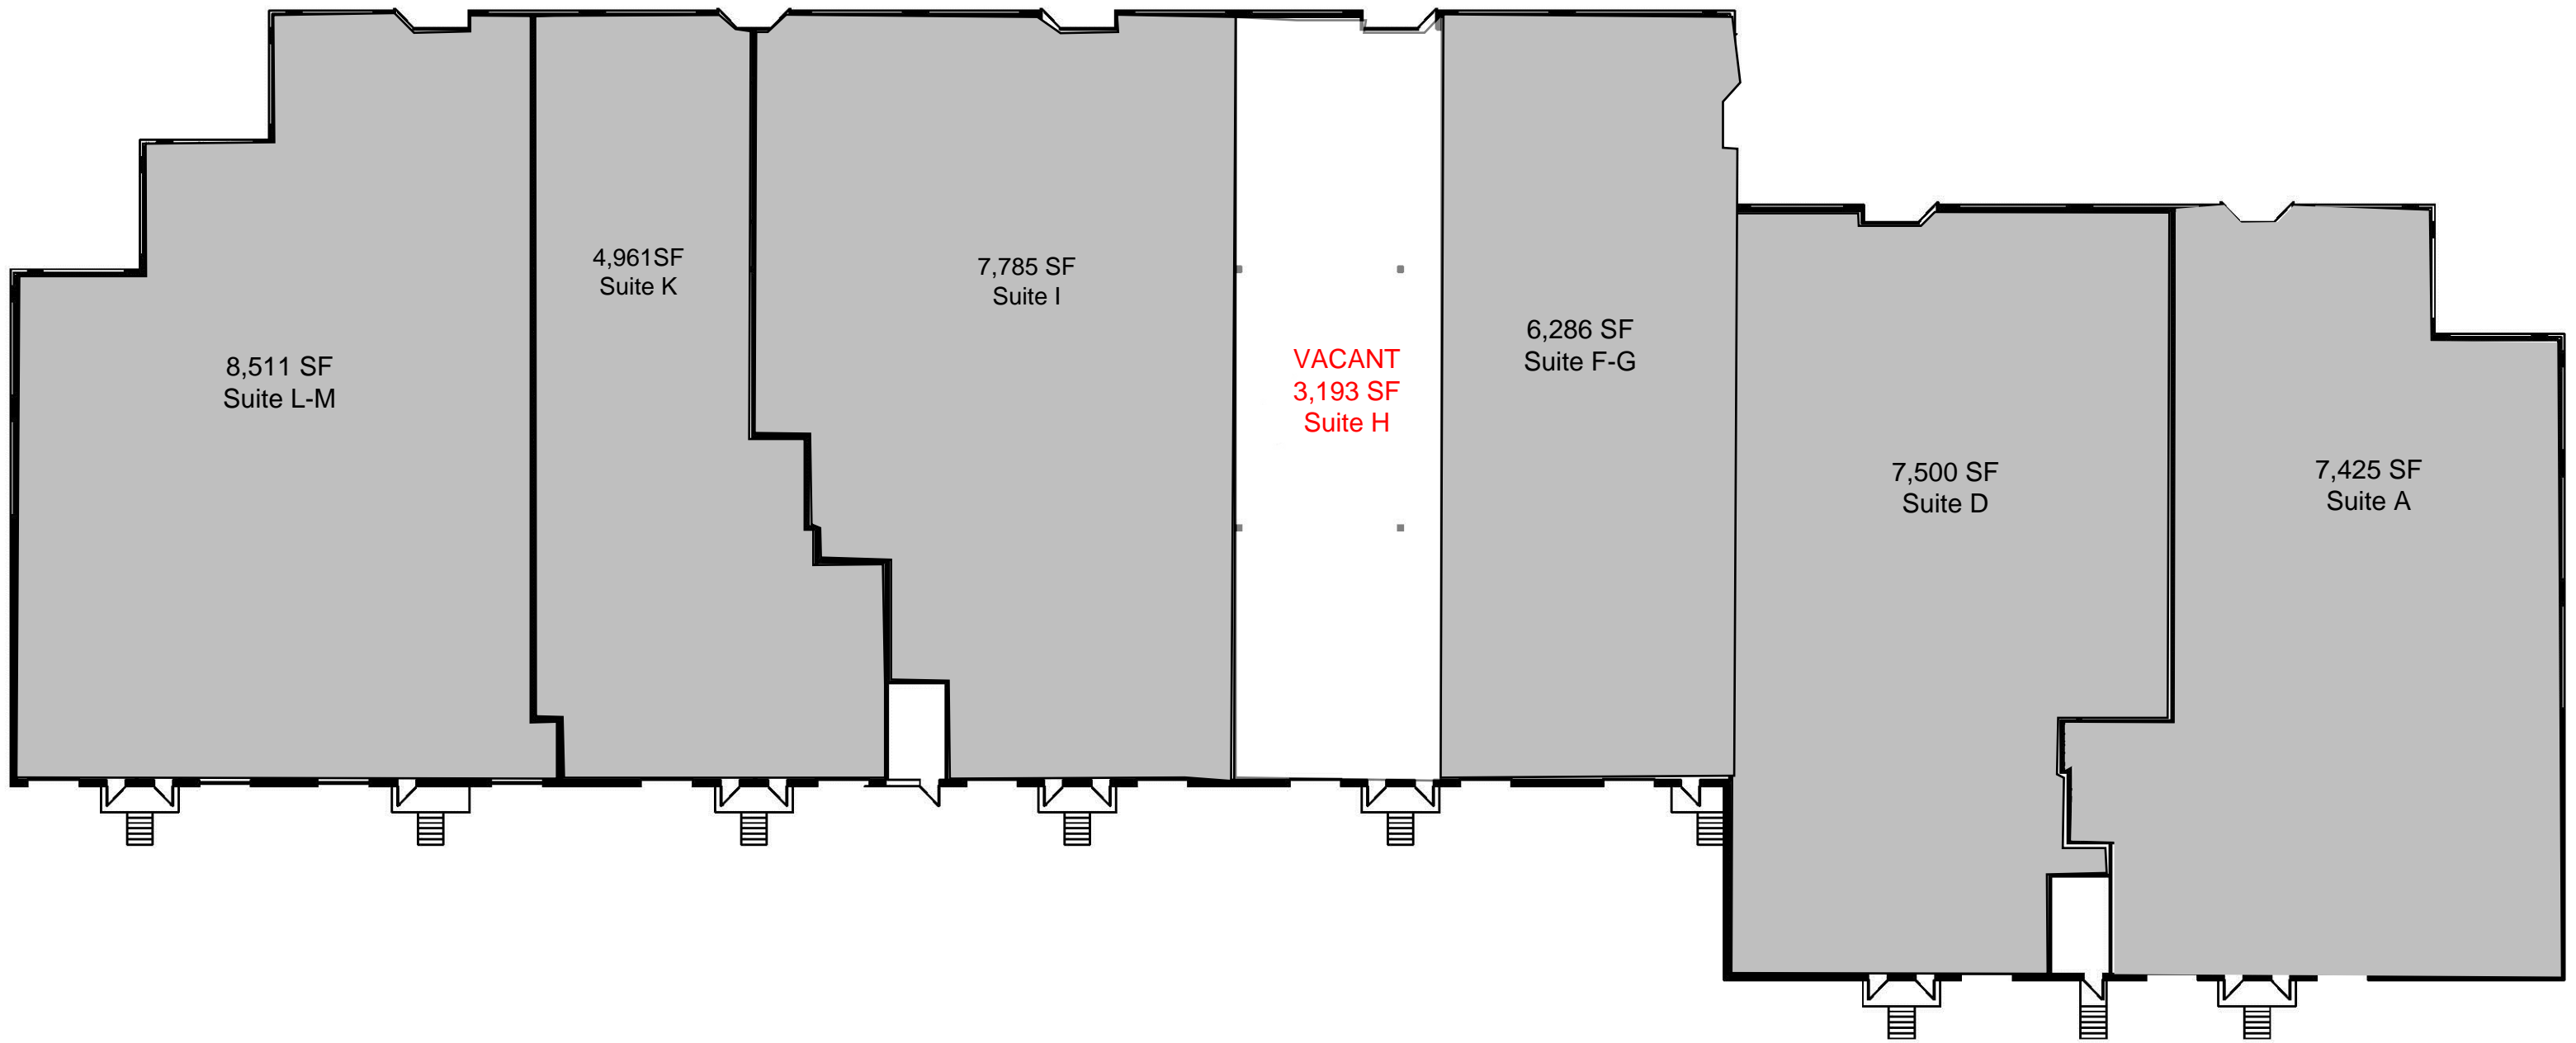 8,511 SF
Suite L-M
4,961SF
Suite K
7,785 SF
Suite I
VACANT
3,193 SF
Suite H
6,286 SF
Suite F-G
7,500 SF
Suite D
7,425 SF
Suite A